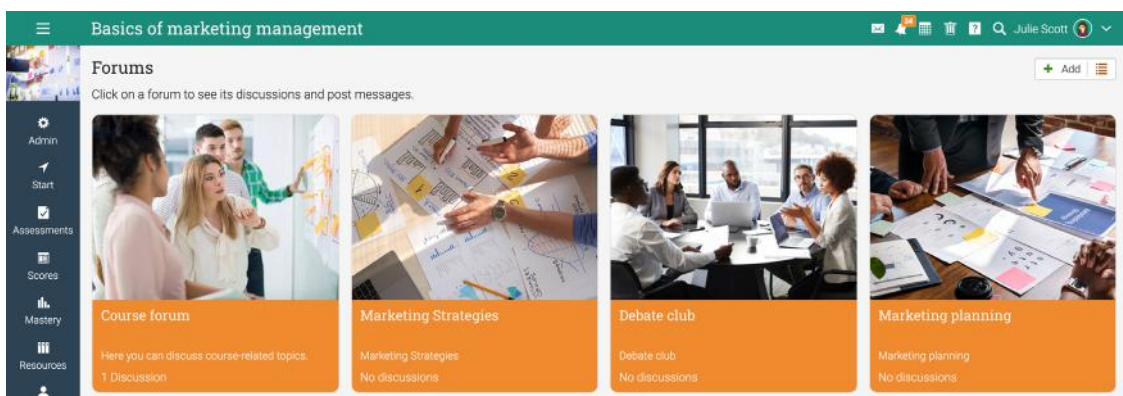 Basics of marketing management
34
Julie Scott
Forums
Add
Click on a forum to see its discussions and post messages.
Admin
Start
Assessments
Scores
Mastery
Resources
Course forum
Here you can discuss course-related topics.
1 Discussion
Marketing Strategies
Marketing Strategies
No discussions
Debate club
Debate club
No discussions
Marketing planning
Marketing planning
No discussions